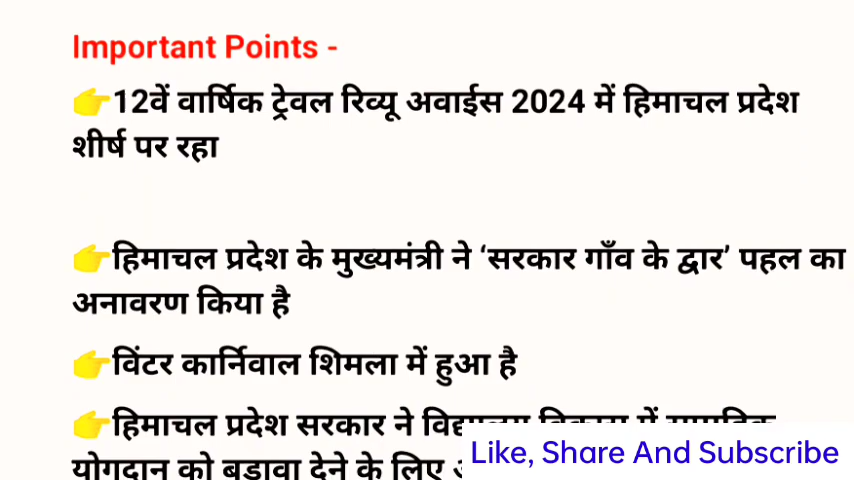 Important Points -
👉12वें वार्षिक ट्रेवल रिव्यू अवार्ईस 2024 में हिमाचल प्रदेश
शीर्ष पर रहा
👉हिमाचल प्रदेश के मुख्यमंत्री ने ‘सरकार गाँव के द्वार’ पहल का
अनावरण किया है
👉विंटर कार्निवाल शिमला में हुआ है
👉हिमाचल प्रदेश सरकार ने
योगदान को बडावा देने के लिए
Like, Share And Subscribe